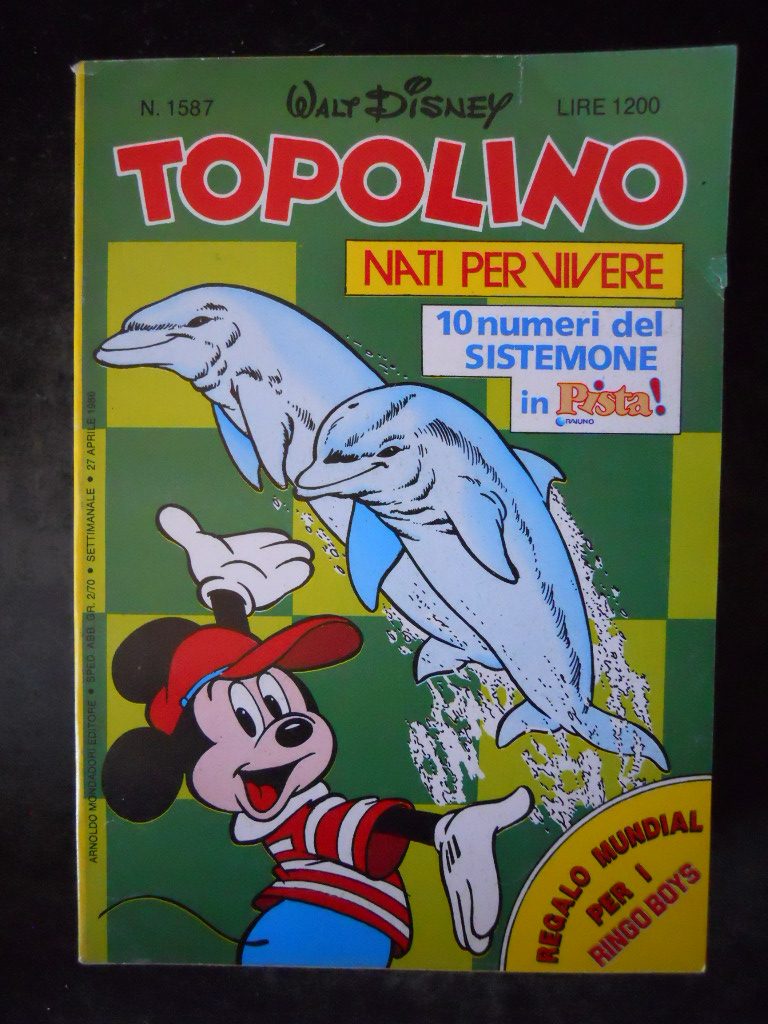 N. 1587
WALT DISNEY
LIRE 1200
TOPOLINO
NATI PER VIVERE
10 numeri del
SISTEMONE
in Pista!
RAIUNO
ARNOLDO MONDADORI EDITORE • SPED. ABB. GR. 2/70 • SETTIMANALE • 27 APRILE 1986
REGALO MUNDIAL
PER I
RINGO BOYS